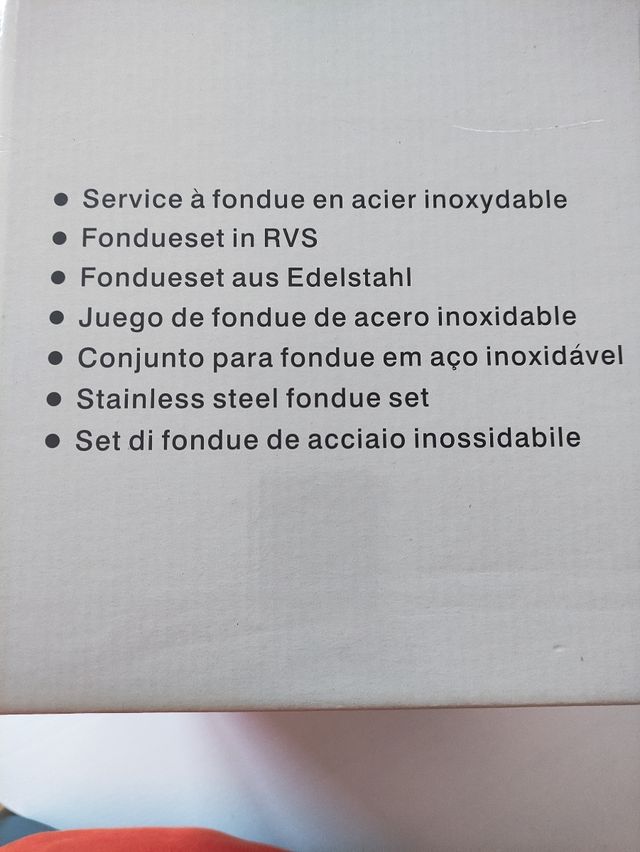 ● Service à fondue en acier inoxydable
● Fondueset in RVS
● Fondueset aus Edelstahl
● Juego de fondue de acero inoxidable
● Conjunto para fondue em aço inoxidável
● Stainless steel fondue set
● Set di fondue de acciaio inossidabile